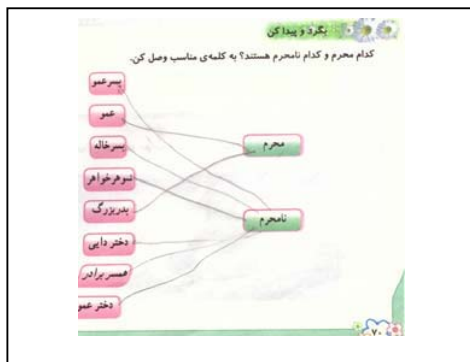 بگرد و پیدا کن
کدام محرم و کدام نامحرم هستند؟ به کلمه‌ی مناسب وصل کن.
پسرعمو
عمو
محرم
پسرخاله
شوهرخواهر
پدربزرگ
نامحرم
دختر دایی
همسر برادر
دختر عمو
۷۰